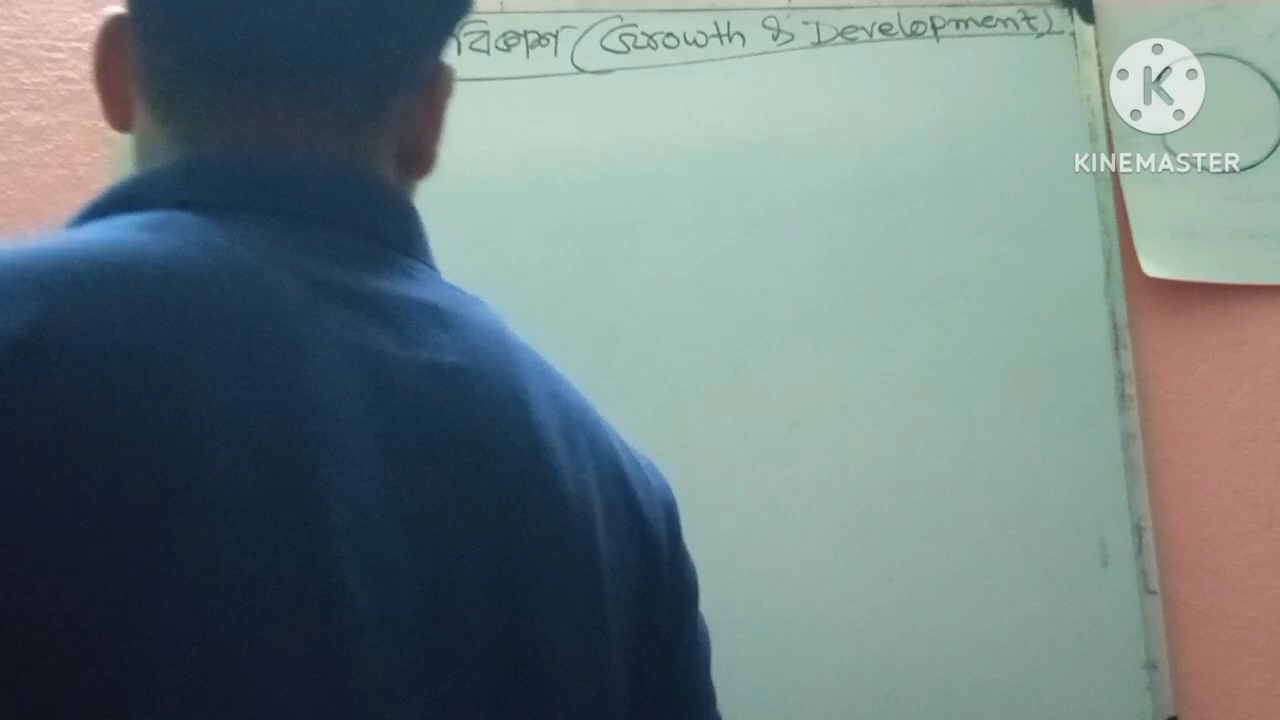 বিকাশ (Growth & Development)
K
KINEMASTER